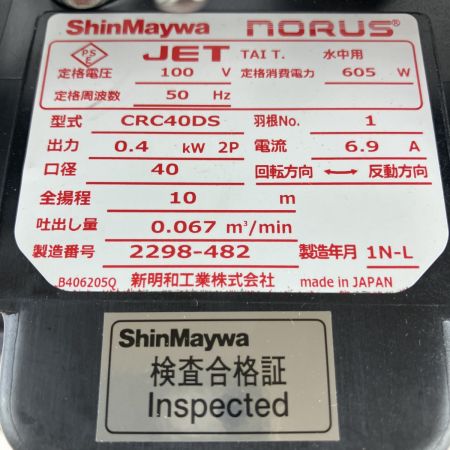 ShinMaywa NORUS®
PSE JET TAI T. 水中用
定格電圧 100 V 定格消費電力 605 W
定格周波数 50 Hz
型式 CRC40DS 羽根No. 1
出力 0.4 kW 2P 電流 6.9 A
口径 40 回転方向 ←→ 反動方向
全揚程 10 m
吐出し量 0.067 m³/min
製造番号 2298-482 製造年月 1N-L
B406205Q 新明和工業株式会社 made in JAPAN
ShinMaywa
検査合格証
Inspected